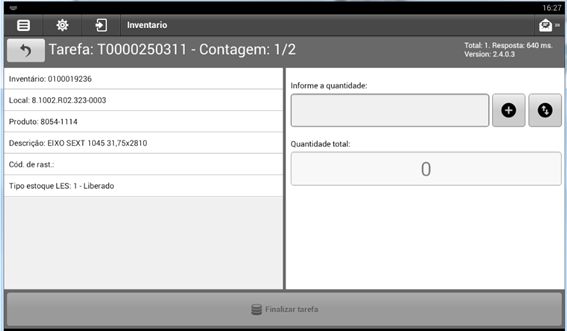 16:27
Inventario
Tarefa: T0000250311 - Contagem: 1/2
Total: 1. Resposta: 640 ms.
Version: 2.4.0.3
Inventário: 0100019236
Local: 8.1002.R02.323-0003
Produto: 8054-1114
Descrição: EIXO SEXT 1045 31,75x2810
Cód. de rast.:
Tipo estoque LES: 1 - Liberado
Informe a quantidade:
Quantidade total:
0
Finalizar tarefa